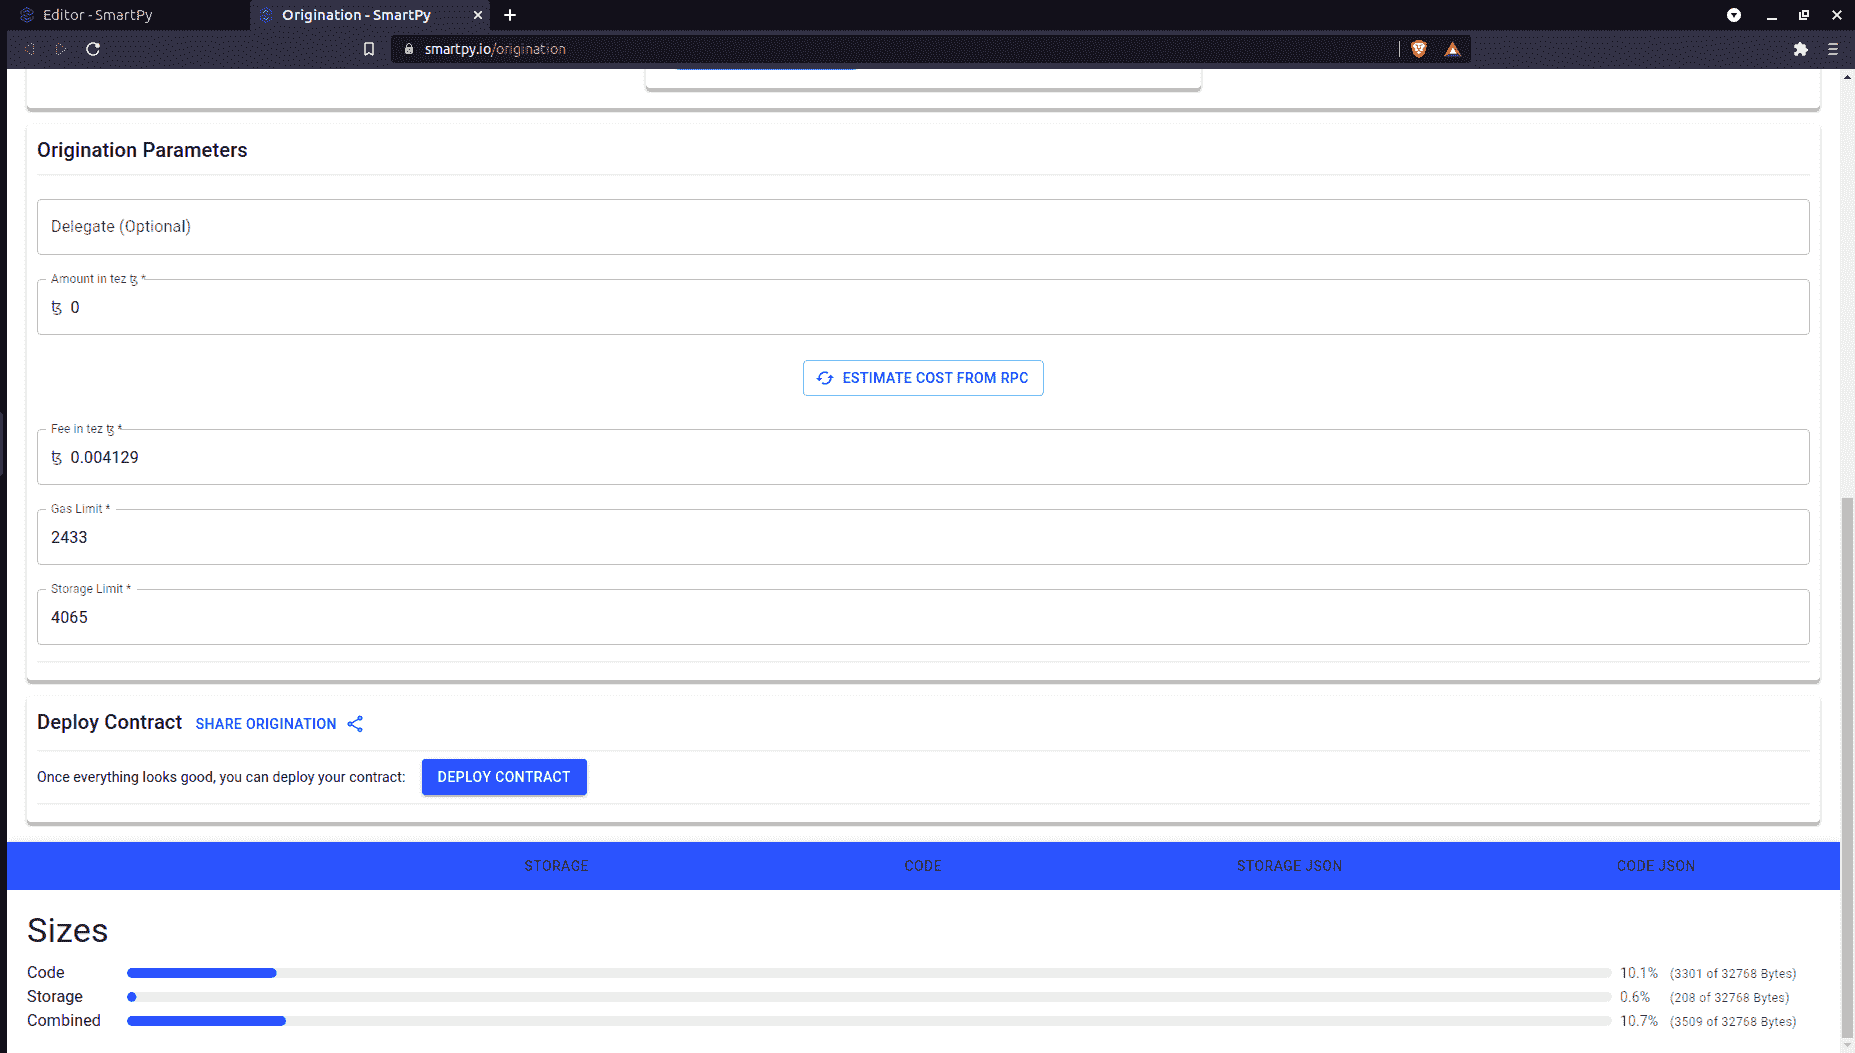 Editor - SmartPy
Origination - SmartPy
smartpy.io/origination
Origination Parameters
Delegate (Optional)
Amount in tez ꜩ *
ꜩ 0
ESTIMATE COST FROM RPC
Fee in tez ꜩ *
ꜩ 0.004129
Gas Limit *
2433
Storage Limit *
4065
Deploy Contract SHARE ORIGINATION
Once everything looks good, you can deploy your contract: DEPLOY CONTRACT
STORAGE CODE STORAGE JSON CODE JSON
Sizes
Code 10.1% (3301 of 32768 Bytes)
Storage 0.6% (208 of 32768 Bytes)
Combined 10.7% (3509 of 32768 Bytes)